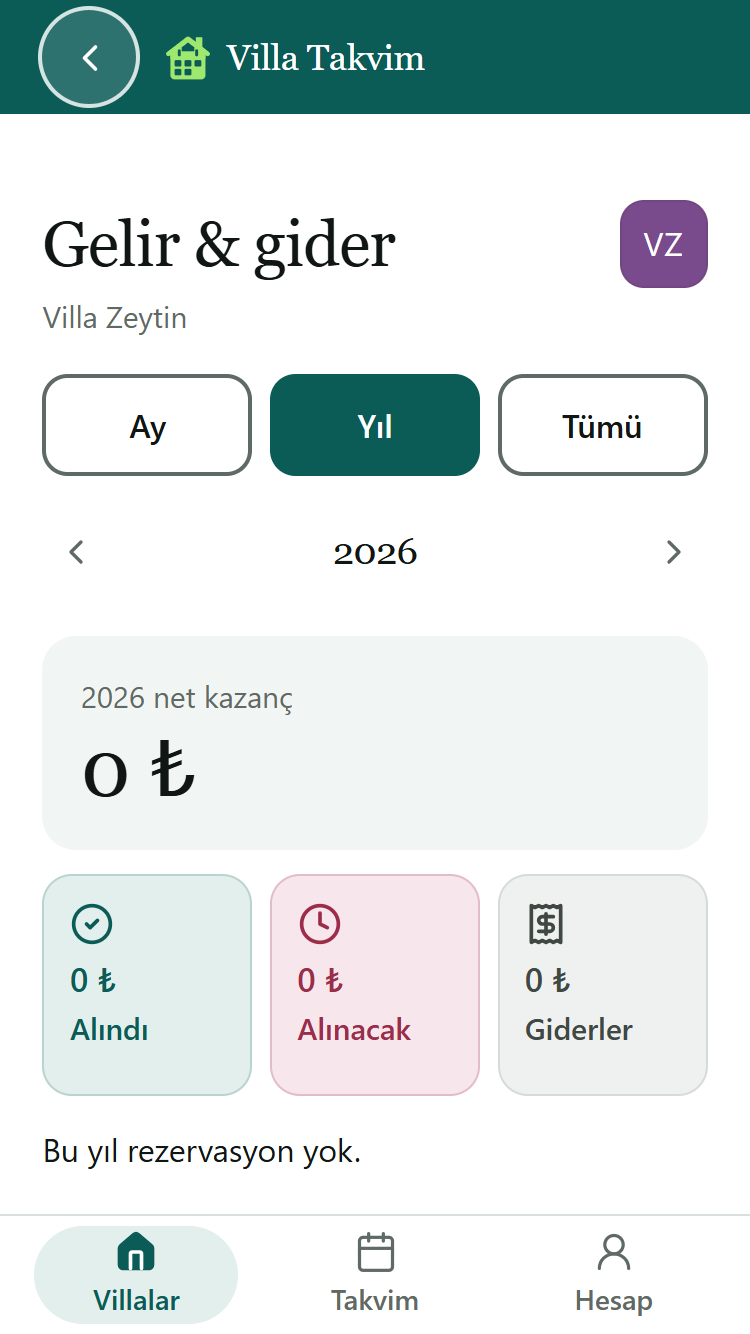 Villa Takvim
Gelir & gider
VZ
Villa Zeytin
Ay
Yıl
Tümü
2026
2026 net kazanç
0 ₺
0 ₺
Alındı
0 ₺
Alınacak
0 ₺
Giderler
Bu yıl rezervasyon yok.
Villalar
Takvim
Hesap